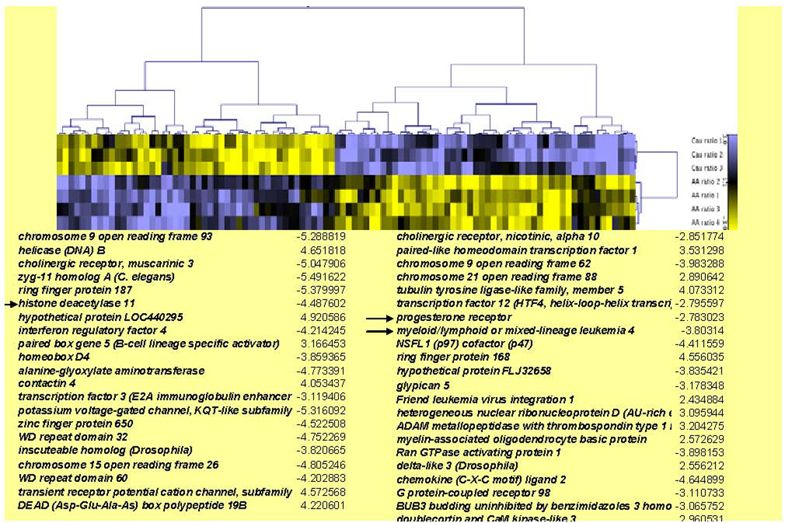 Cau ratio 1
Cau ratio 2
Cau ratio 3
AA ratio 2
AA ratio 1
AA ratio 3
AA ratio 4
chromosome 9 open reading frame 93 -5.288819
helicase (DNA) B 4.651818
cholinergic receptor, muscarinic 3 -5.047906
zyg-11 homolog A (C. elegans) -5.491622
ring finger protein 187 -5.379997
histone deacetylase 11 -4.487602
hypothetical protein LOC440295 4.920586
interferon regulatory factor 4 -4.214245
paired box gene 5 (B-cell lineage specific activator) 3.166453
homeobox D4 -3.859365
alanine-glyoxylate aminotransferase -4.773391
contactin 4 4.053437
transcription factor 3 (E2A immunoglobulin enhancer -3.119406
potassium voltage-gated channel, KQT-like subfamily -5.316092
zinc finger protein 650 -4.522508
WD repeat domain 32 -4.752269
inscuteable homolog (Drosophila) -3.820665
chromosome 15 open reading frame 26 -4.805246
WD repeat domain 60 -4.202883
transient receptor potential cation channel, subfamily 4.572568
DEAD (Asp-Glu-Ala-As) box polypeptide 19B 4.220601
cholinergic receptor, nicotinic, alpha 10 -2.851774
paired-like homeodomain transcription factor 1 3.531298
chromosome 9 open reading frame 62 -3.983288
chromosome 21 open reading frame 88 2.890642
tubulin tyrosine ligase-like family, member 5 4.073312
transcription factor 12 (HTF4, helix-loop-helix transcri -2.795597
progesterone receptor -2.783023
myeloid/lymphoid or mixed-lineage leukemia 4 -3.80314
NSFL1 (p97) cofactor (p47) -4.411559
ring finger protein 168 4.556035
hypothetical protein FLJ32658 -3.835421
glypican 5 -3.178348
Friend leukemia virus integration 1 2.434884
heterogeneous nuclear ribonucleoprotein D (AU-rich e 3.095944
ADAM metallopeptidase with thrombospondin type 1 3.204275
myelin-associated oligodendrocyte basic protein 2.572629
Ran GTPase activating protein 1 -3.898153
delta-like 3 (Drosophila) 2.556212
chemokine (C-X-C motif) ligand 2 -4.644899
G protein-coupled receptor 98 -3.110733
BUB3 budding uninhibited by benzimidazoles 3 homo -3.065752
doublecortin and CaM kinase-like 3 2.960531